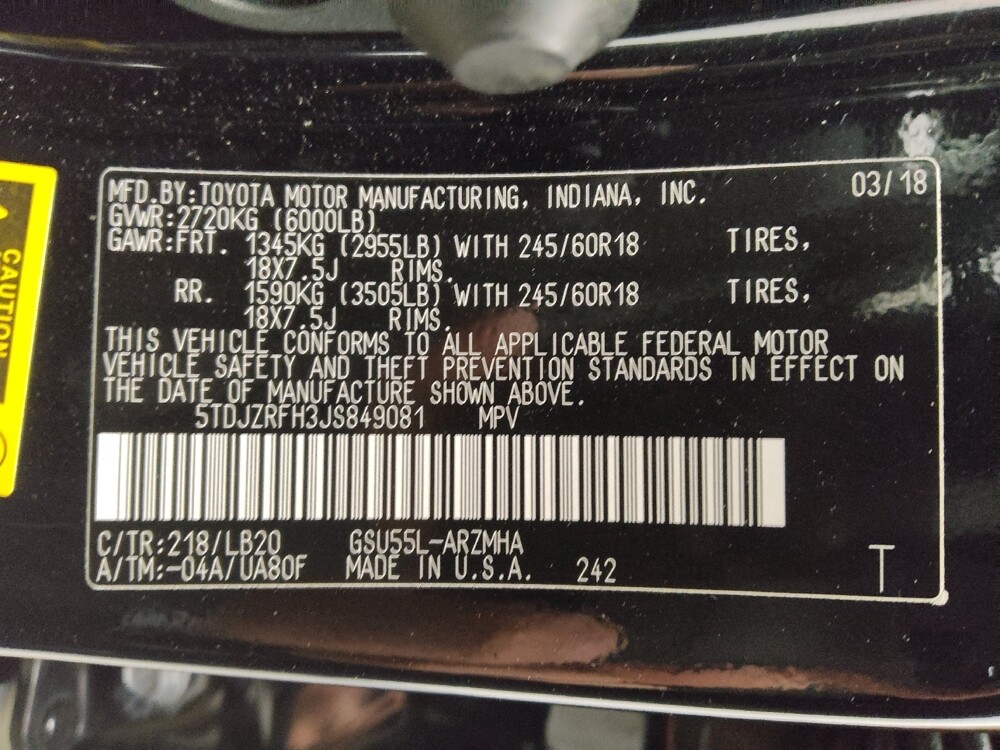 MFD.BY:TOYOTA MOTOR MANUFACTURING, INDIANA, INC. 03/18
GVWR:2720KG (6000LB)
GAWR:FRT. 1345KG (2955LB) WITH 245/60R18 TIRES,
18X7.5J RIMS.
RR. 1590KG (3505LB) WITH 245/60R18 TIRES,
18X7.5J RIMS.
THIS VEHICLE CONFORMS TO ALL APPLICABLE FEDERAL MOTOR
VEHICLE SAFETY AND THEFT PREVENTION STANDARDS IN EFFECT ON
THE DATE OF MANUFACTURE SHOWN ABOVE.
5TDJZRFH3JS849081 MPV
C/TR:218/LB20 GSU55L-ARZMHA
A/TM:-04A/UA80F MADE IN U.S.A. 242 T
CAUTION